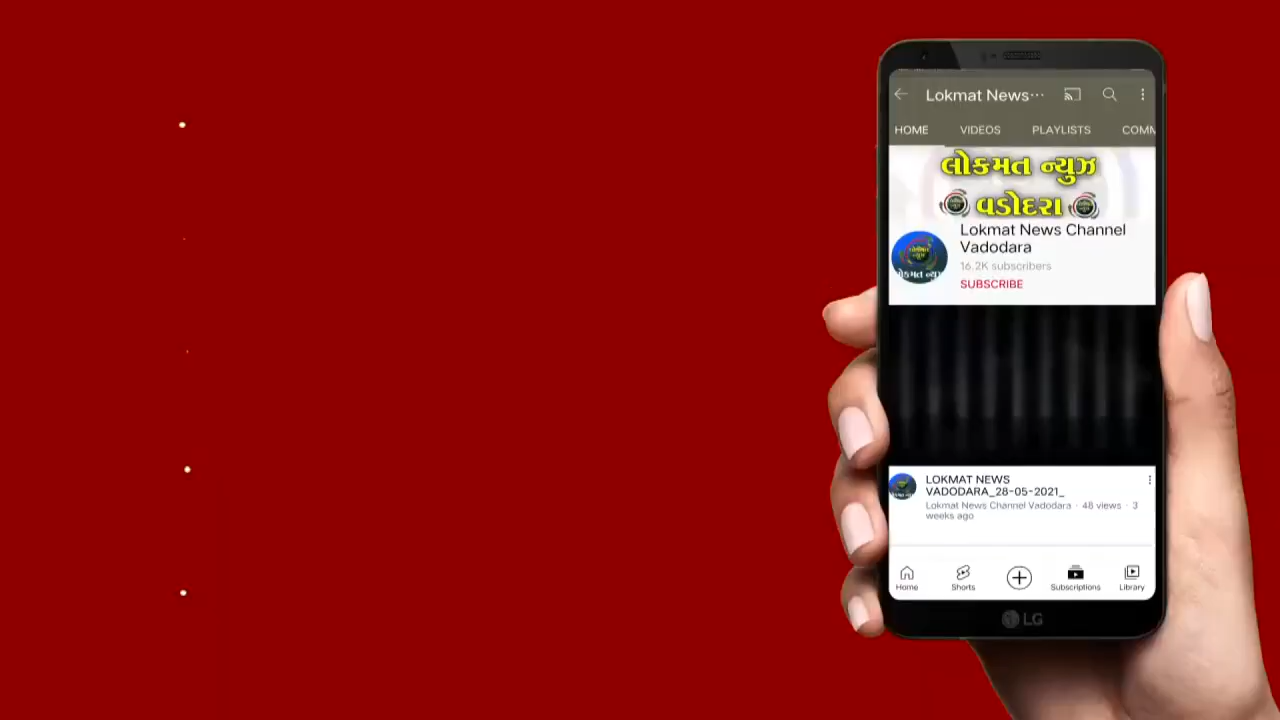 Lokmat News...
HOME VIDEOS PLAYLISTS COMM
લોકમત ન્યુઝ
વડોદરા
Lokmat News Channel
Vadodara
16.2K subscribers
SUBSCRIBE
LOKMAT NEWS
VADODARA_28-05-2021_
Lokmat News Channel Vadodara · 48 views · 3
weeks ago
Home Shorts Subscriptions Library
LG